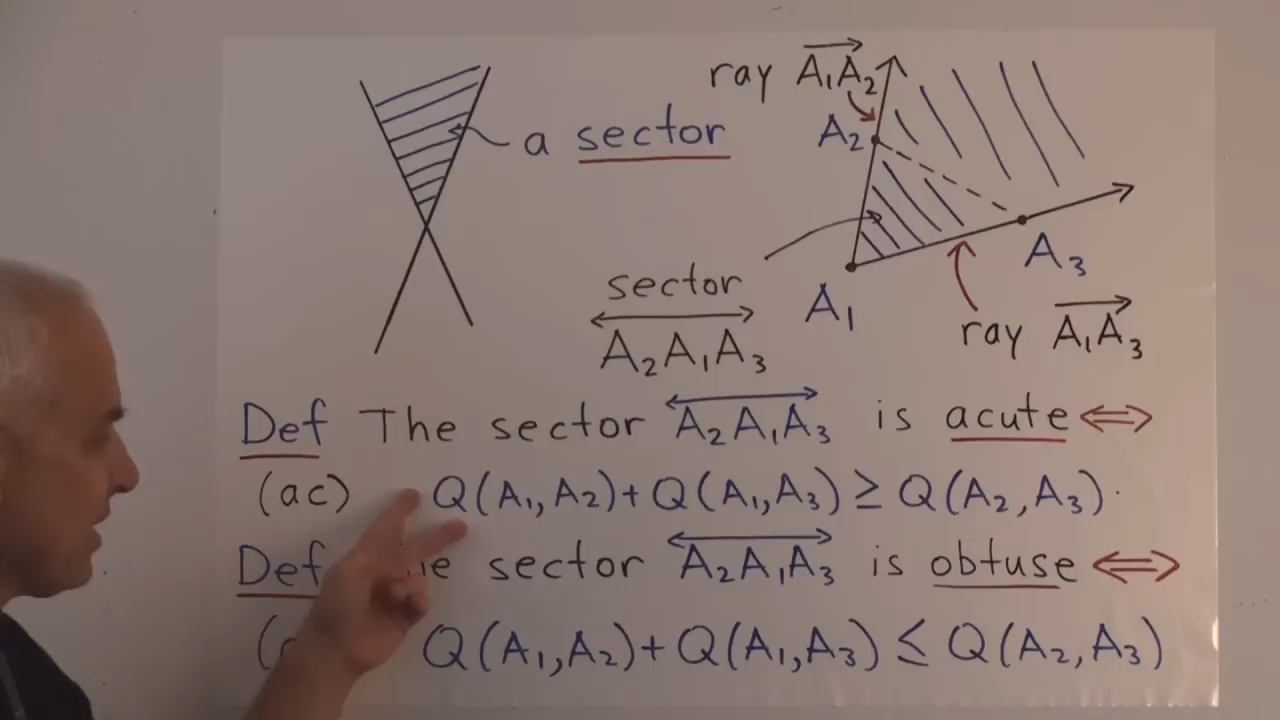 ray A₁A₂
a sector
A₂
A₃
A₁
sector
A₂A₁A₃
ray A₁A₃
Def The sector A₂A₁A₃ is acute ⟺
(ac) Q(A₁, A₂) + Q(A₁, A₃) ≥ Q(A₂, A₃).
Def sector A₂A₁A₃ is obtuse ⟺
Q(A₁, A₂) + Q(A₁, A₃) ≤ Q(A₂, A₃)